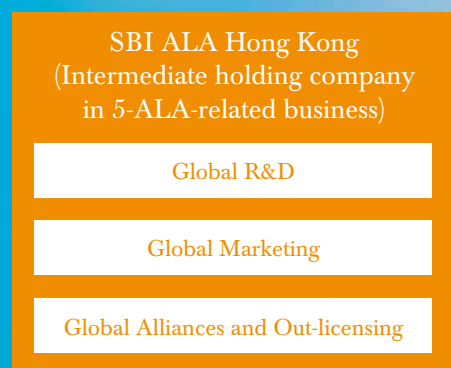 SBI ALA Hong Kong
(Intermediate holding company
in 5-ALA-related business)
Global R&D
Global Marketing
Global Alliances and Out-licensing